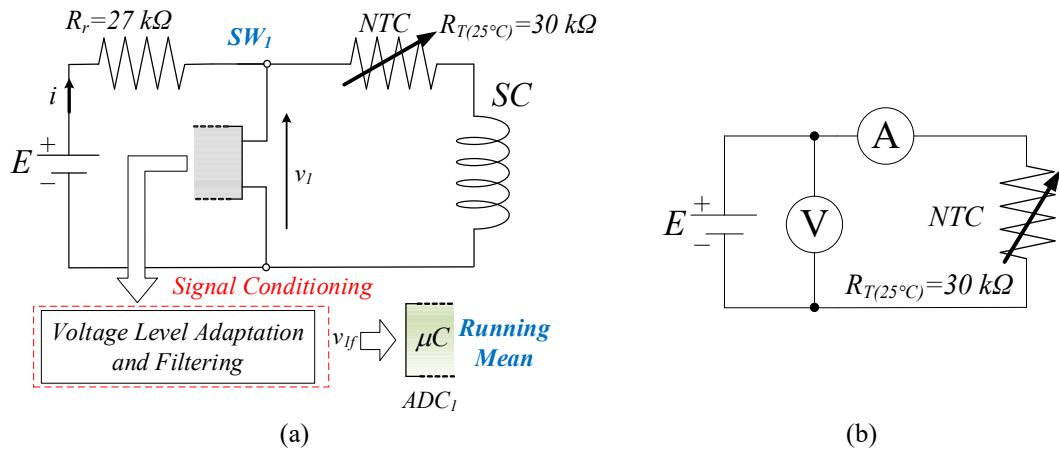 R_r=27 kΩ
SW_1
NTC
R_T(25°C)=30 kΩ
SC
i
+
E
−
v_1
Signal Conditioning
Voltage Level Adaptation
and Filtering
v_1f
μC
Running
Mean
ADC_1
(a)
A
V
E
+
−
NTC
R_T(25°C)=30 kΩ
(b)